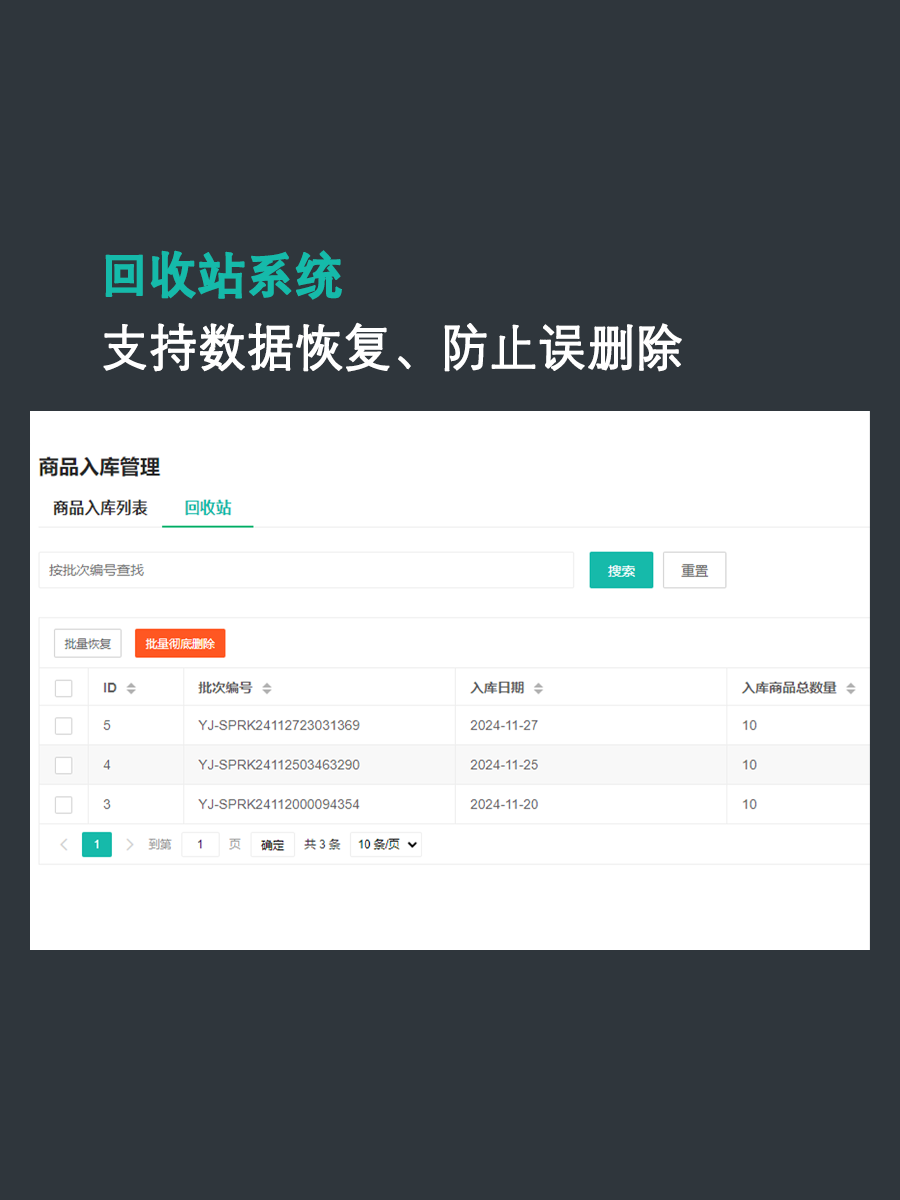 回收站系统
支持数据恢复、防止误删除
商品入库管理
商品入库列表 回收站
按批次编号查找 搜索 重置
批量恢复 批量彻底删除
ID 批次编号 入库日期 入库商品总数量
5 YJ-SPRK24112723031369 2024-11-27 10
4 YJ-SPRK24112503463290 2024-11-25 10
3 YJ-SPRK24112000094354 2024-11-20 10
1 到第 1 页 确定 共 3 条 10 条/页